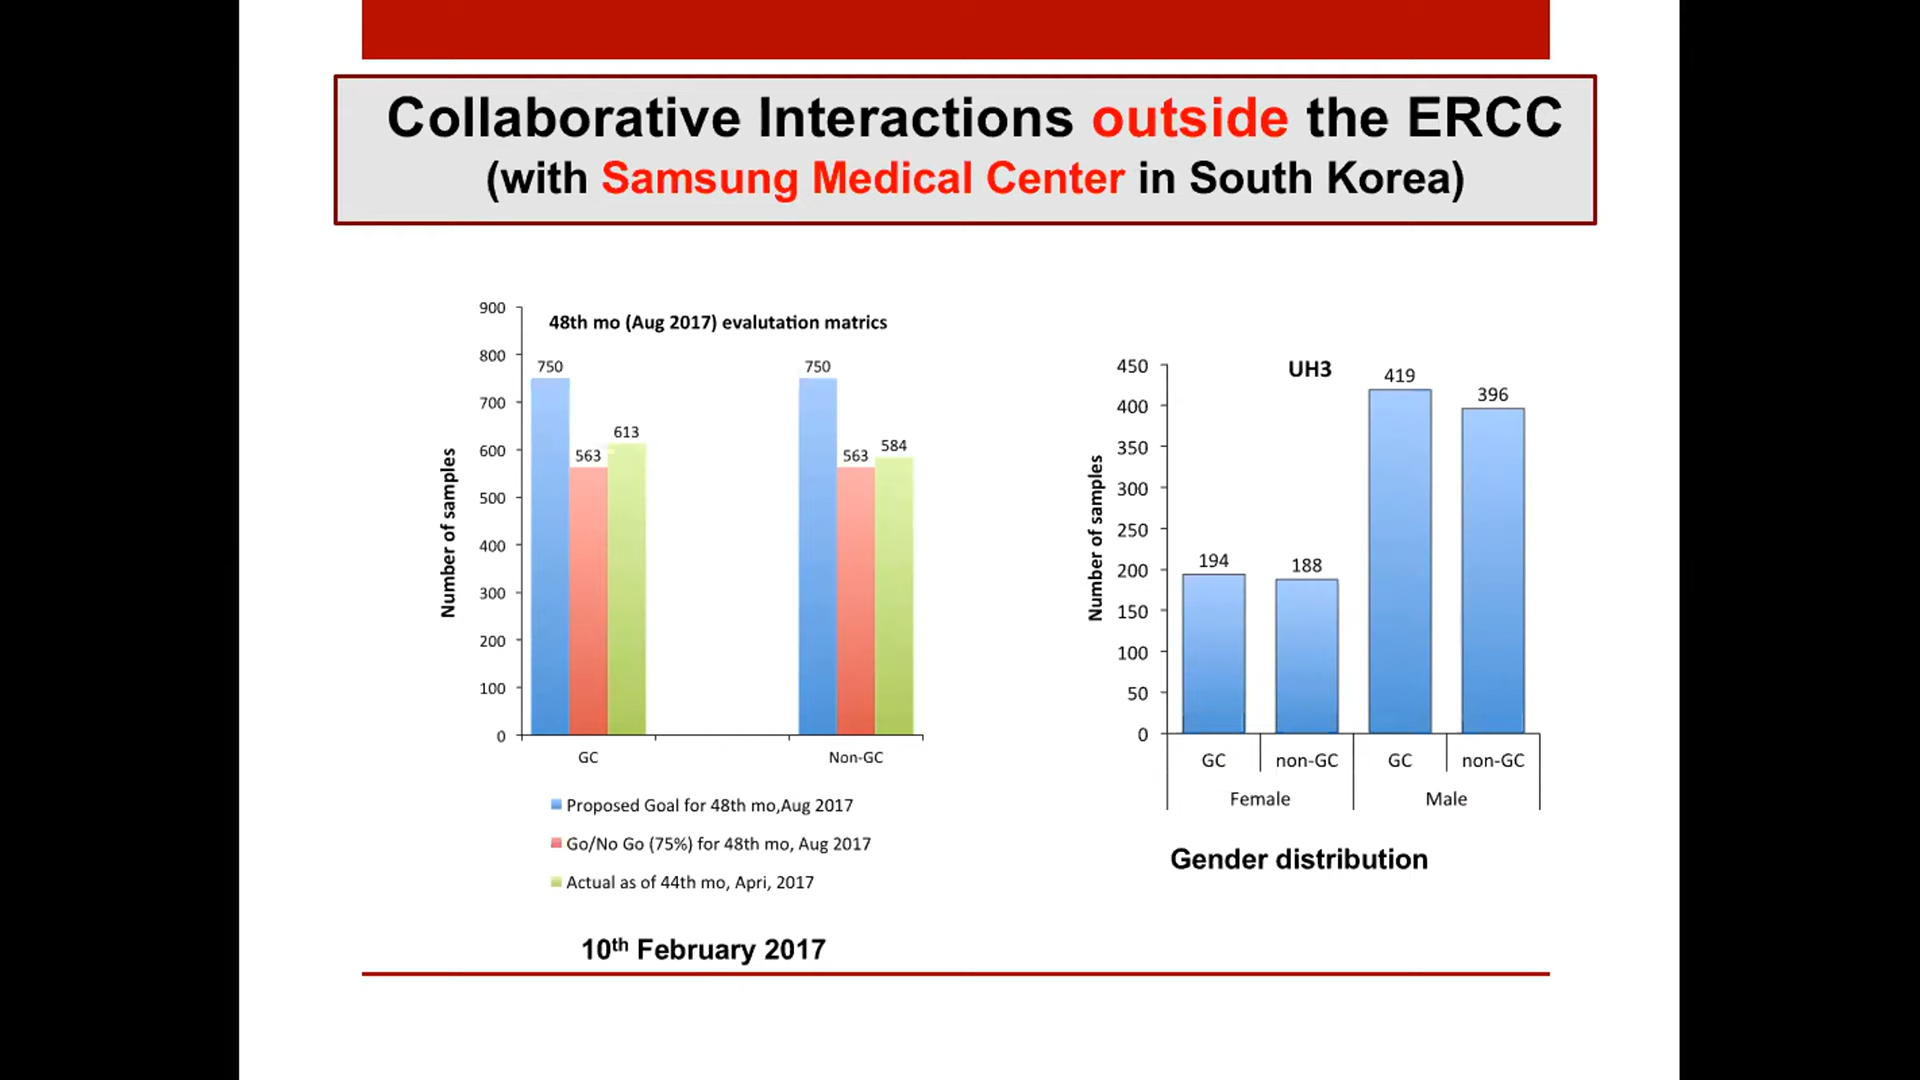 Collaborative Interactions outside the ERCC
(with Samsung Medical Center in South Korea)
48th mo (Aug 2017) evalutation matrics
Number of samples
900
800
700
600
500
400
300
200
100
0
750
563
613
750
563
584
GC
Non-GC
Proposed Goal for 48th mo,Aug 2017
Go/No Go (75%) for 48th mo, Aug 2017
Actual as of 44th mo, Apri, 2017
10th February 2017
UH3
Number of samples
450
400
350
300
250
200
150
100
50
0
194
188
419
396
GC
non-GC
GC
non-GC
Female
Male
Gender distribution